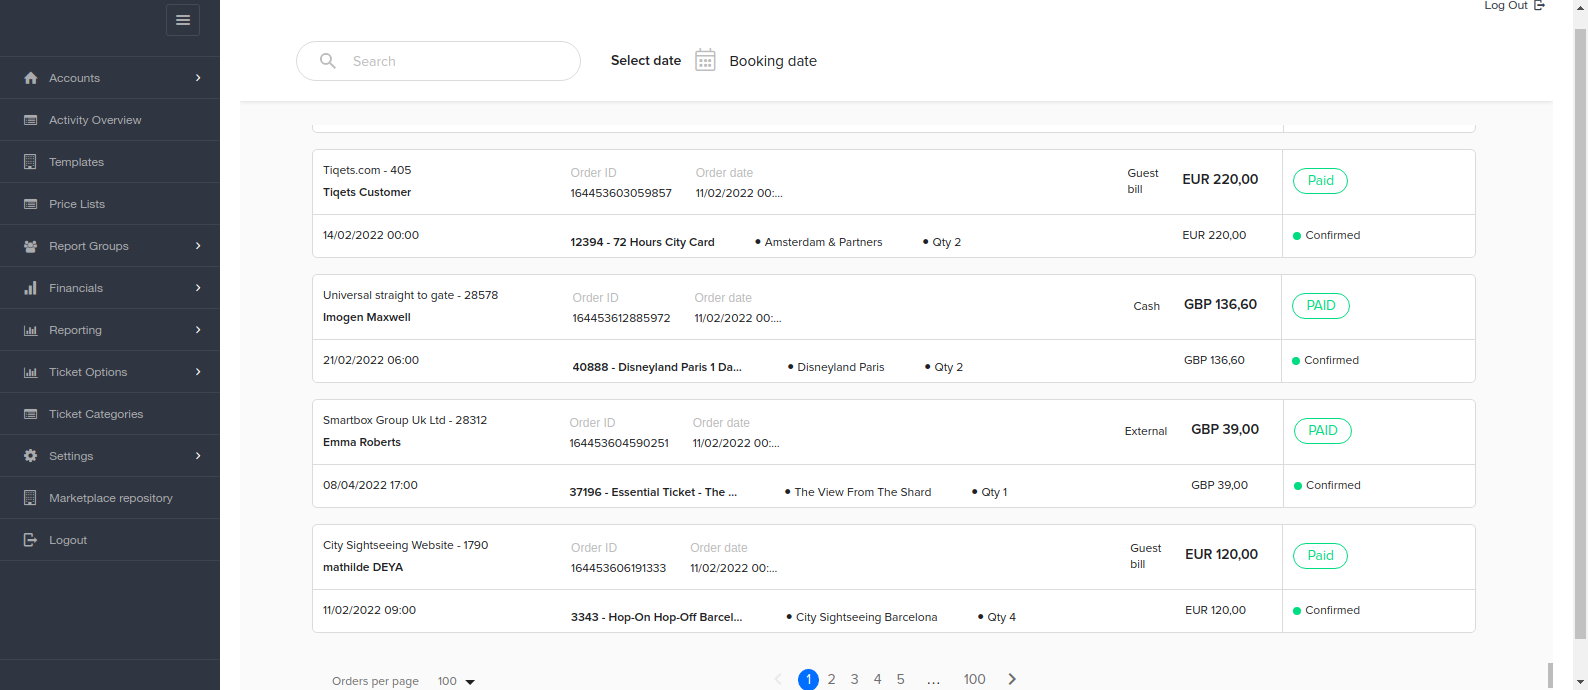 Log Out
Search
Select date
Booking date
Accounts
Activity Overview
Templates
Price Lists
Report Groups
Financials
Reporting
Ticket Options
Ticket Categories
Settings
Marketplace repository
Logout
Tiqets.com - 405
Tiqets Customer
Order ID
164453603059857
Order date
11/02/2022 00:...
Guest
bill
EUR 220,00
Paid
14/02/2022 00:00
12394 - 72 Hours City Card
• Amsterdam & Partners
• Qty 2
EUR 220,00
Confirmed
Universal straight to gate - 28578
Imogen Maxwell
Order ID
164453612885972
Order date
11/02/2022 00:...
Cash
GBP 136,60
PAID
21/02/2022 06:00
40888 - Disneyland Paris 1 Da...
• Disneyland Paris
• Qty 2
GBP 136,60
Confirmed
Smartbox Group Uk Ltd - 28312
Emma Roberts
Order ID
164453604590251
Order date
11/02/2022 00:...
External
GBP 39,00
PAID
08/04/2022 17:00
37196 - Essential Ticket - The ...
• The View From The Shard
• Qty 1
GBP 39,00
Confirmed
City Sightseeing Website - 1790
mathilde DEYA
Order ID
164453606191333
Order date
11/02/2022 00:...
Guest
bill
EUR 120,00
Paid
11/02/2022 09:00
3343 - Hop-On Hop-Off Barcel...
• City Sightseeing Barcelona
• Qty 4
EUR 120,00
Confirmed
Orders per page 100
1 2 3 4 5 ... 100